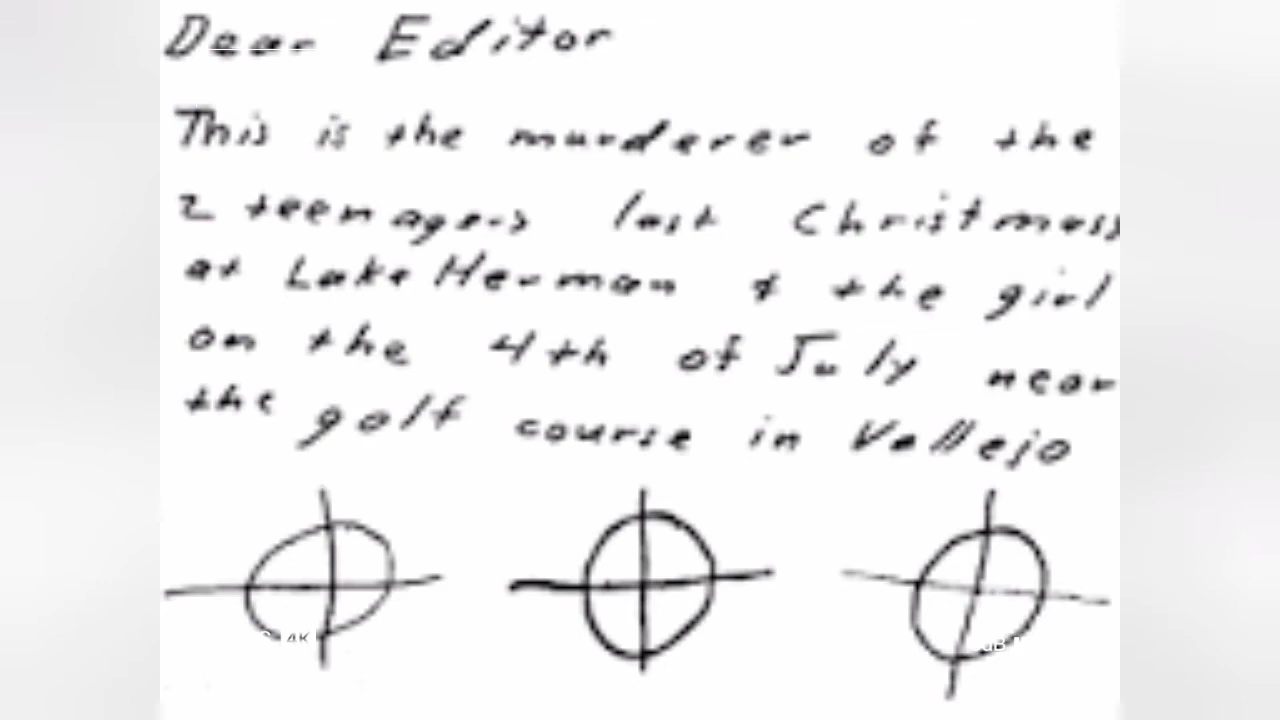 Dear Editor
This is the murderer of the
2 teenagers last Christmass
at Lake Herman & the girl
on the 4th of July near
the golf course in Vallejo